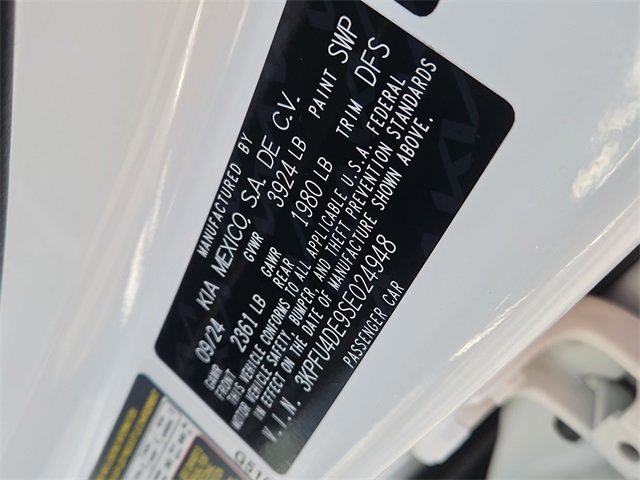 MANUFACTURED BY
KIA MEXICO, S.A. DE C.V.
09/24 GVWR 3924 LB PAINT SWP
GAWR FRONT 2361 LB GAWR REAR 1980 LB TRIM DFS
THIS VEHICLE CONFORMS TO ALL APPLICABLE U.S.A. FEDERAL
MOTOR VEHICLE SAFETY, BUMPER, AND THEFT PREVENTION STANDARDS
IN EFFECT ON THE DATE OF MANUFACTURE SHOWN ABOVE.
V.I.N. 3KPFU4DE9SE024948
PASSENGER CAR